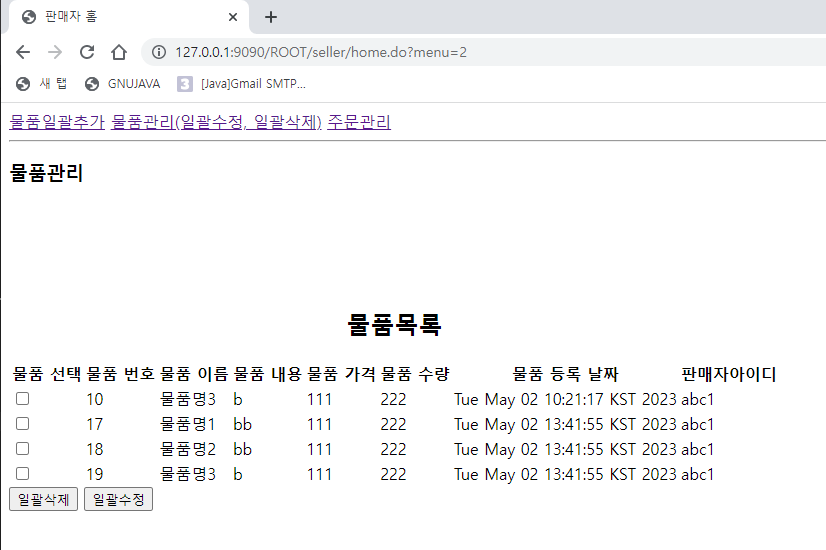 판매자 홈
127.0.0.1:9090/ROOT/seller/home.do?menu=2
새 탭 GNUJAVA [Java]Gmail SMTP...
물품일괄추가 물품관리(일괄수정, 일괄삭제) 주문관리
물품관리
물품목록
물품 선택 물품 번호 물품 이름 물품 내용 물품 가격 물품 수량 물품 등록 날짜 판매자아이디
10 물품명3 b 111 222 Tue May 02 10:21:17 KST 2023 abc1
17 물품명1 bb 111 222 Tue May 02 13:41:55 KST 2023 abc1
18 물품명2 bb 111 222 Tue May 02 13:41:55 KST 2023 abc1
19 물품명3 b 111 222 Tue May 02 13:41:55 KST 2023 abc1
일괄삭제 일괄수정